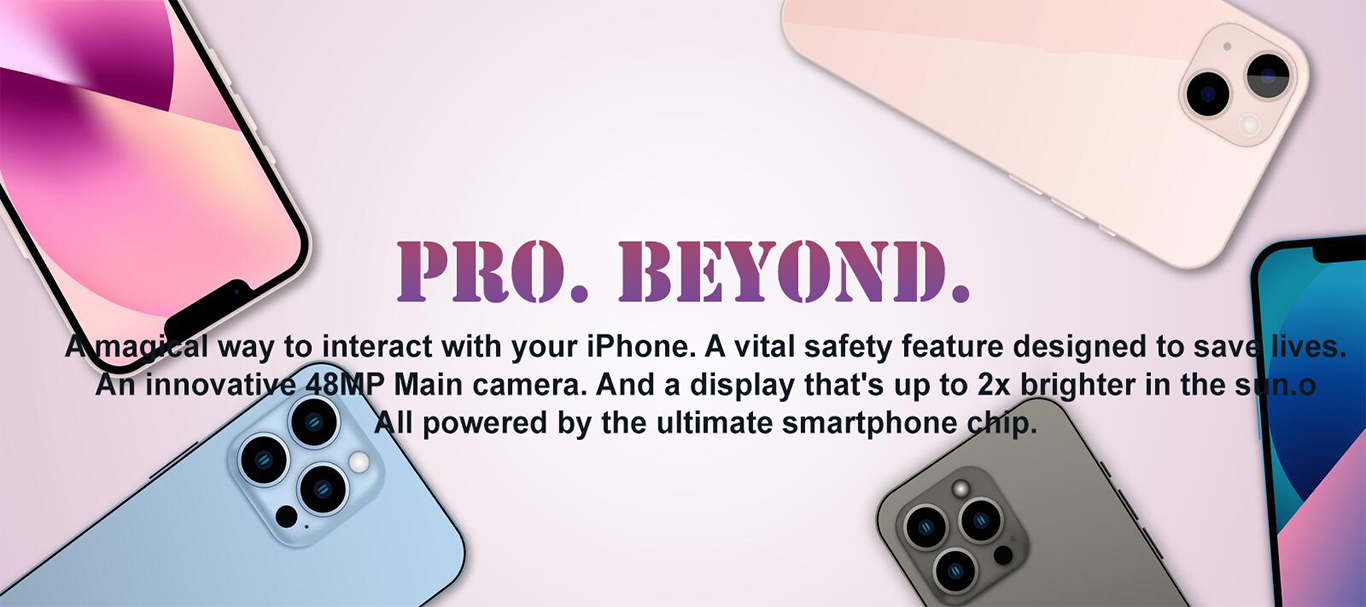 PRO. BEYOND.
A magical way to interact with your iPhone. A vital safety feature designed to save lives.
An innovative 48MP Main camera. And a display that's up to 2x brighter in the sun.o
All powered by the ultimate smartphone chip.